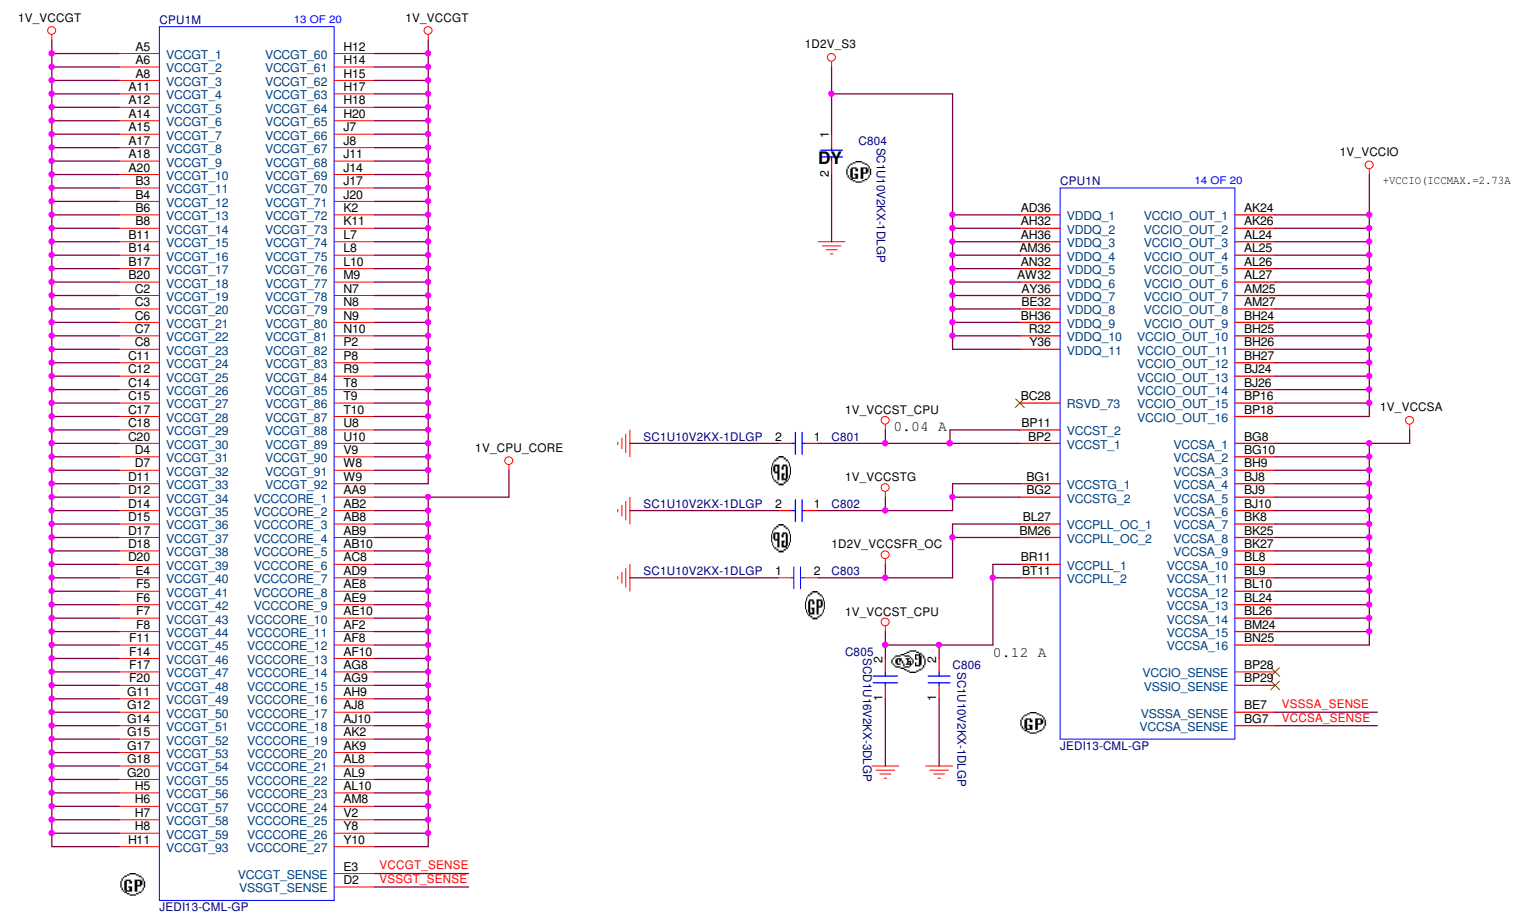 1V_VCCGT
CPU1M 13 OF 20
1V_VCCGT
A5 VCCGT_1 VCCGT_60 H12
A6 VCCGT_2 VCCGT_61 H14
A8 VCCGT_3 VCCGT_62 H15
A11 VCCGT_4 VCCGT_63 H17
A12 VCCGT_5 VCCGT_64 H18
A14 VCCGT_6 VCCGT_65 H20
A15 VCCGT_7 VCCGT_66 J7
A17 VCCGT_8 VCCGT_67 J8
A18 VCCGT_9 VCCGT_68 J11
A20 VCCGT_10 VCCGT_69 J14
B3 VCCGT_11 VCCGT_70 J17
B4 VCCGT_12 VCCGT_71 J20
B6 VCCGT_13 VCCGT_72 K2
B8 VCCGT_14 VCCGT_73 K11
B11 VCCGT_15 VCCGT_74 L7
B14 VCCGT_16 VCCGT_75 L8
B17 VCCGT_17 VCCGT_76 L10
B20 VCCGT_18 VCCGT_77 M9
C2 VCCGT_19 VCCGT_78 N7
C3 VCCGT_20 VCCGT_79 N8
C6 VCCGT_21 VCCGT_80 N9
C7 VCCGT_22 VCCGT_81 N10
C8 VCCGT_23 VCCGT_82 P2
C11 VCCGT_24 VCCGT_83 P8
C12 VCCGT_25 VCCGT_84 R9
C14 VCCGT_26 VCCGT_85 T8
C15 VCCGT_27 VCCGT_86 T9
C17 VCCGT_28 VCCGT_87 T10
C18 VCCGT_29 VCCGT_88 U8
C20 VCCGT_30 VCCGT_89 U10
D4 VCCGT_31 VCCGT_90 V9
D7 VCCGT_32 VCCGT_91 W8
D11 VCCGT_33 VCCGT_92 W9
D12 VCCGT_34 VCCCORE_1 AA9
D14 VCCGT_35 VCCCORE_2 AB2
D15 VCCGT_36 VCCCORE_3 AB8
D17 VCCGT_37 VCCCORE_4 AB9
D18 VCCGT_38 VCCCORE_5 AB10
D20 VCCGT_39 VCCCORE_6 AC8
E4 VCCGT_40 VCCCORE_7 AD9
F5 VCCGT_41 VCCCORE_8 AE8
F6 VCCGT_42 VCCCORE_9 AE9
F7 VCCGT_43 VCCCORE_10 AE10
F8 VCCGT_44 VCCCORE_11 AF2
F11 VCCGT_45 VCCCORE_12 AF8
F14 VCCGT_46 VCCCORE_13 AF10
F17 VCCGT_47 VCCCORE_14 AG8
F20 VCCGT_48 VCCCORE_15 AG9
G11 VCCGT_49 VCCCORE_16 AH9
G12 VCCGT_50 VCCCORE_17 AJ8
G14 VCCGT_51 VCCCORE_18 AJ10
G15 VCCGT_52 VCCCORE_19 AK2
G17 VCCGT_53 VCCCORE_20 AK9
G18 VCCGT_54 VCCCORE_21 AL8
G20 VCCGT_55 VCCCORE_22 AL9
H5 VCCGT_56 VCCCORE_23 AL10
H6 VCCGT_57 VCCCORE_24 AM8
H7 VCCGT_58 VCCCORE_25 V2
H8 VCCGT_59 VCCCORE_26 Y8
H11 VCCGT_93 VCCCORE_27 Y10
VCCGT_SENSE E3 VCCGT_SENSE
VSSGT_SENSE D2 VSSGT_SENSE
GP
JEDI13-CML-GP
1V_CPU_CORE
1D2V_S3
1
DY
2
C804
SC1U10V2KX-1DLGP
GP
1V_VCCIO
+VCCIO(ICCMAX.=2.73A
CPU1N 14 OF 20
AD36 VDDQ_1 VCCIO_OUT_1 AK24
AH32 VDDQ_2 VCCIO_OUT_2 AK26
AH36 VDDQ_3 VCCIO_OUT_3 AL24
AM36 VDDQ_4 VCCIO_OUT_4 AL25
AN32 VDDQ_5 VCCIO_OUT_5 AL26
AW32 VDDQ_6 VCCIO_OUT_6 AL27
AY36 VDDQ_7 VCCIO_OUT_7 AM25
BE32 VDDQ_8 VCCIO_OUT_8 AM27
BH36 VDDQ_9 VCCIO_OUT_9 BH24
R32 VDDQ_10 VCCIO_OUT_10 BH25
Y36 VDDQ_11 VCCIO_OUT_11 BH26
VCCIO_OUT_12 BH27
VCCIO_OUT_13 BJ24
VCCIO_OUT_14 BJ26
BC28 RSVD_73 VCCIO_OUT_15 BP16
VCCIO_OUT_16 BP18
1V_VCCSA
1V_VCCST_CPU
0.04 A
BP11 VCCST_2
BP2 VCCST_1 VCCSA_1 BG8
VCCSA_2 BG10
VCCSA_3 BH9
BG1 VCCSTG_1 VCCSA_4 BJ8
BG2 VCCSTG_2 VCCSA_5 BJ9
VCCSA_6 BJ10
BL27 VCCPLL_OC_1 VCCSA_7 BK8
BM26 VCCPLL_OC_2 VCCSA_8 BK25
VCCSA_9 BK27
BR11 VCCPLL_1 VCCSA_10 BL8
BT11 VCCPLL_2 VCCSA_11 BL9
VCCSA_12 BL10
VCCSA_13 BL24
VCCSA_14 BL26
VCCSA_15 BM24
VCCSA_16 BN25
VCCIO_SENSE BP28
VSSIO_SENSE BP29
VSSSA_SENSE BE7 VSSSA_SENSE
VCCSA_SENSE BG7 VCCSA_SENSE
GP
JEDI13-CML-GP
SC1U10V2KX-1DLGP 2 1 C801
GP
1V_VCCSTG
SC1U10V2KX-1DLGP 2 1 C802
GP
1D2V_VCCSFR_OC
SC1U10V2KX-1DLGP 1 2 C803
GP
1V_VCCST_CPU
0.12 A
C805
2
1
SCD1U16V2KX-3DLGP
2
1
C806
SC1U10V2KX-1DLGP